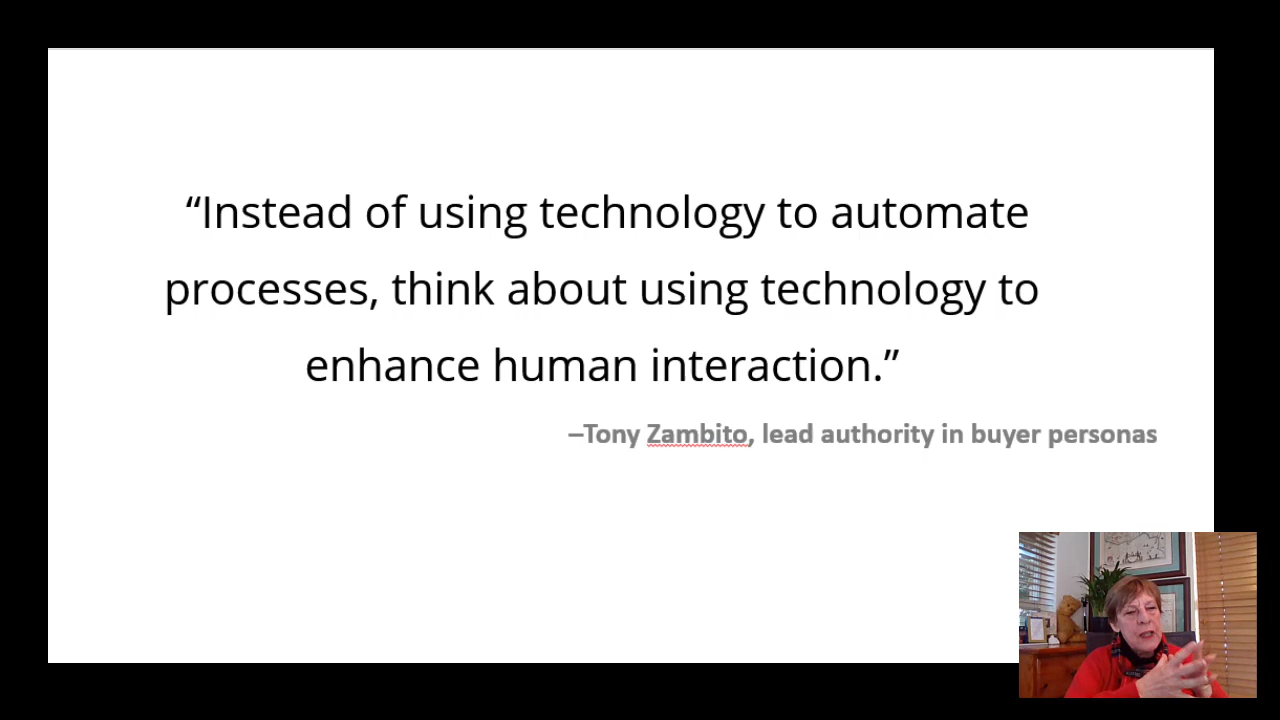 “Instead of using technology to automate
processes, think about using technology to
enhance human interaction.”
–Tony Zambito, lead authority in buyer personas